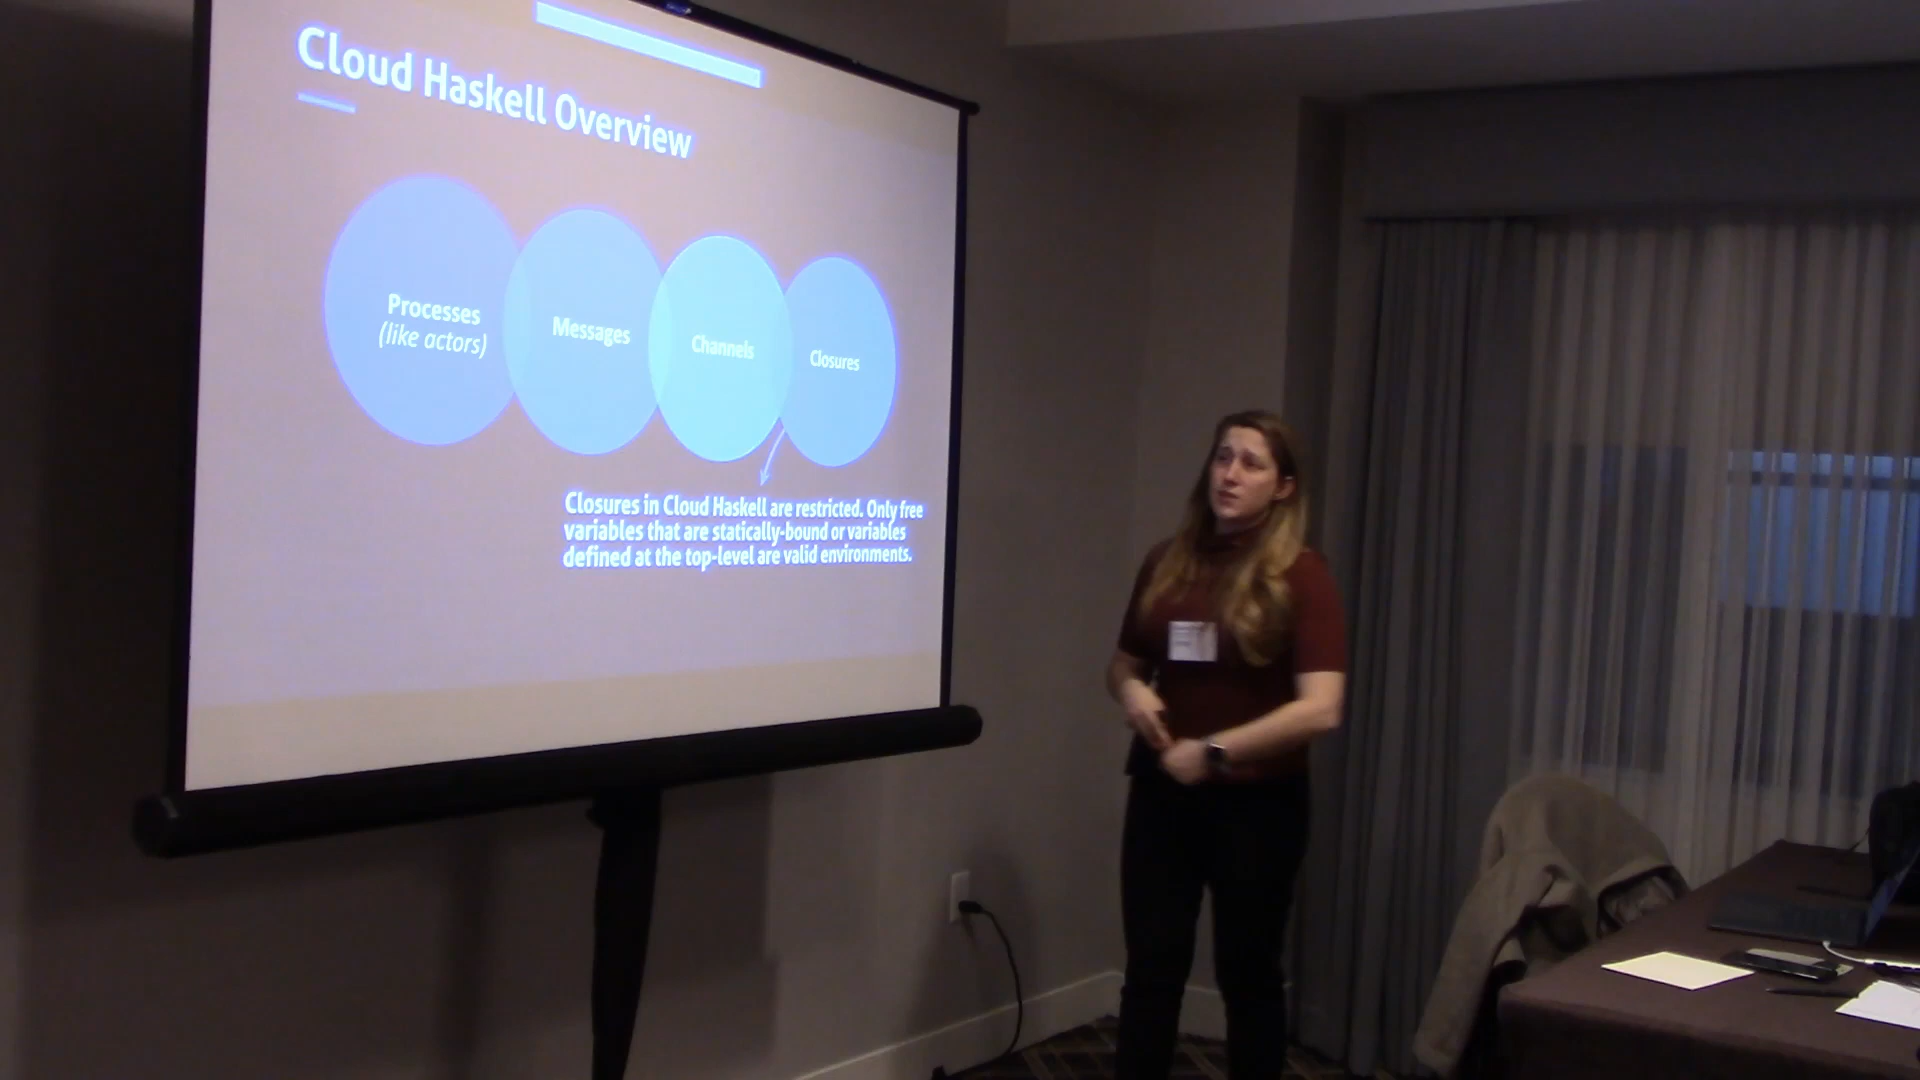 Cloud Haskell Overview
Processes
(like actors)
Messages
Channels
Closures
Closures in Cloud Haskell are restricted. Only free
variables that are statically-bound or variables
defined at the top-level are valid environments.